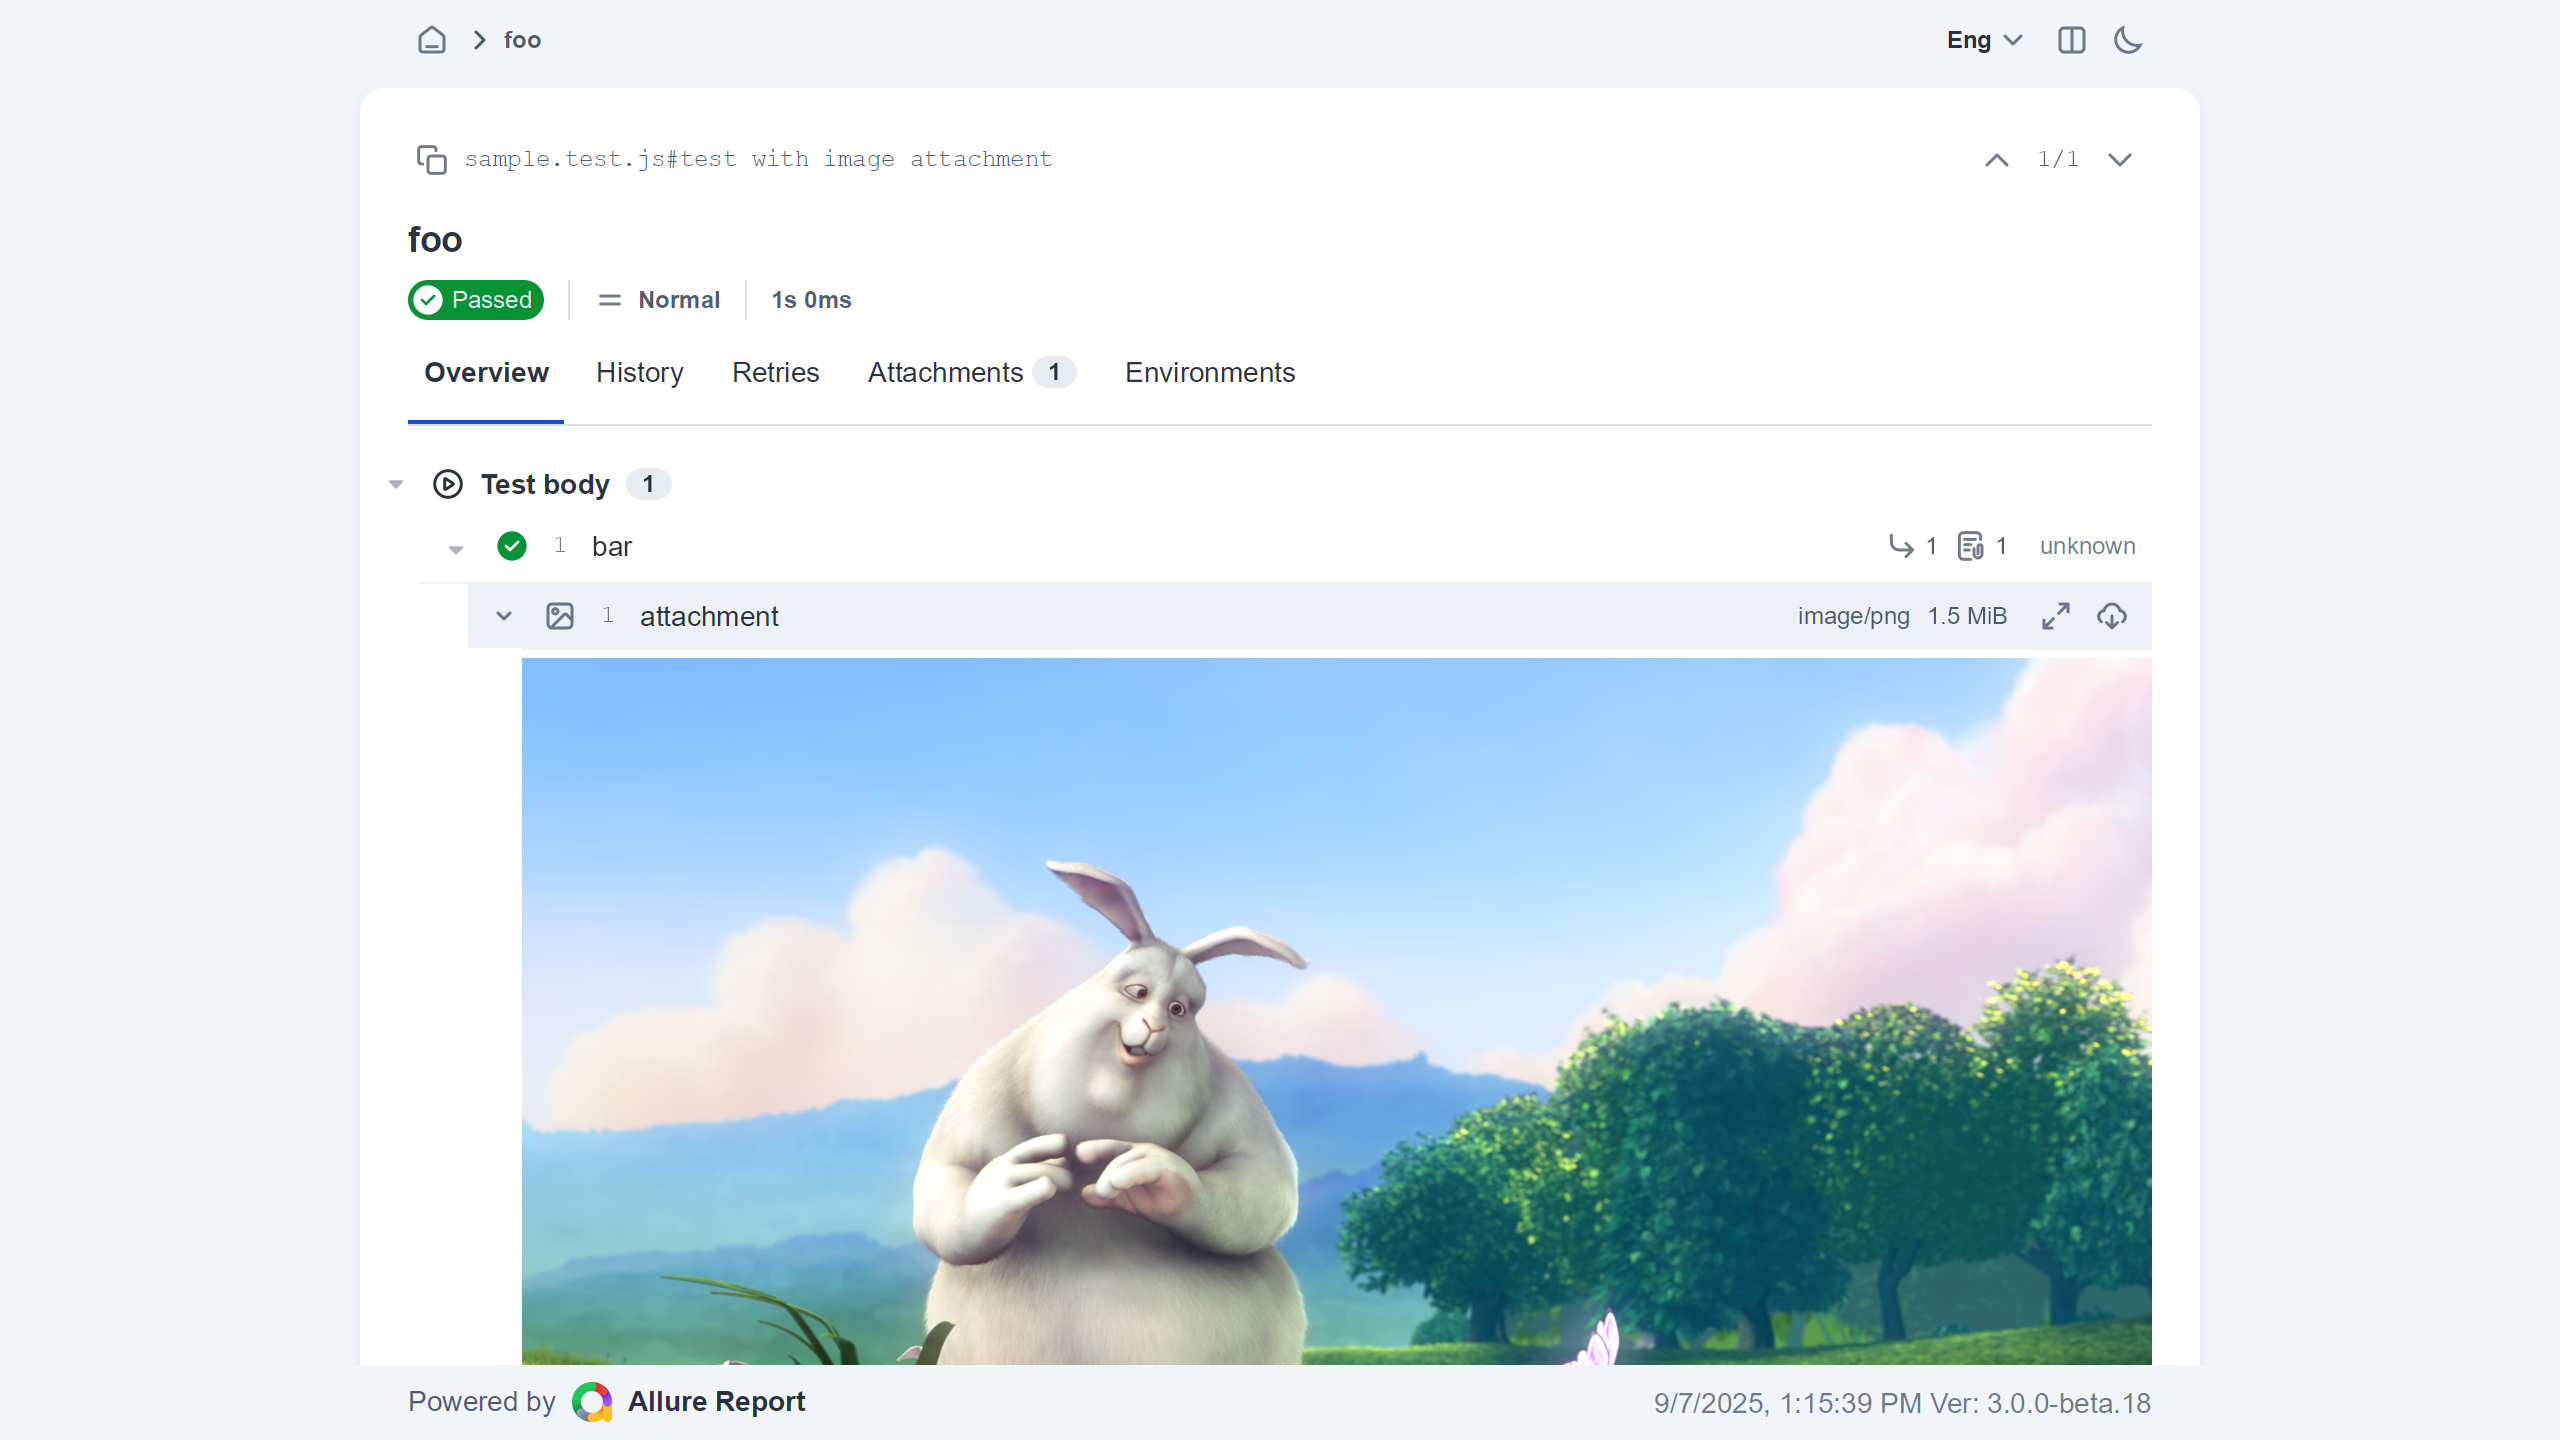 foo
Eng
sample.test.js#test with image attachment
1/1
foo
Passed
Normal
1s 0ms
Overview
History
Retries
Attachments 1
Environments
Test body 1
1 bar
1
1
unknown
1 attachment
image/png 1.5 MiB
Powered by Allure Report
9/7/2025, 1:15:39 PM Ver: 3.0.0-beta.18